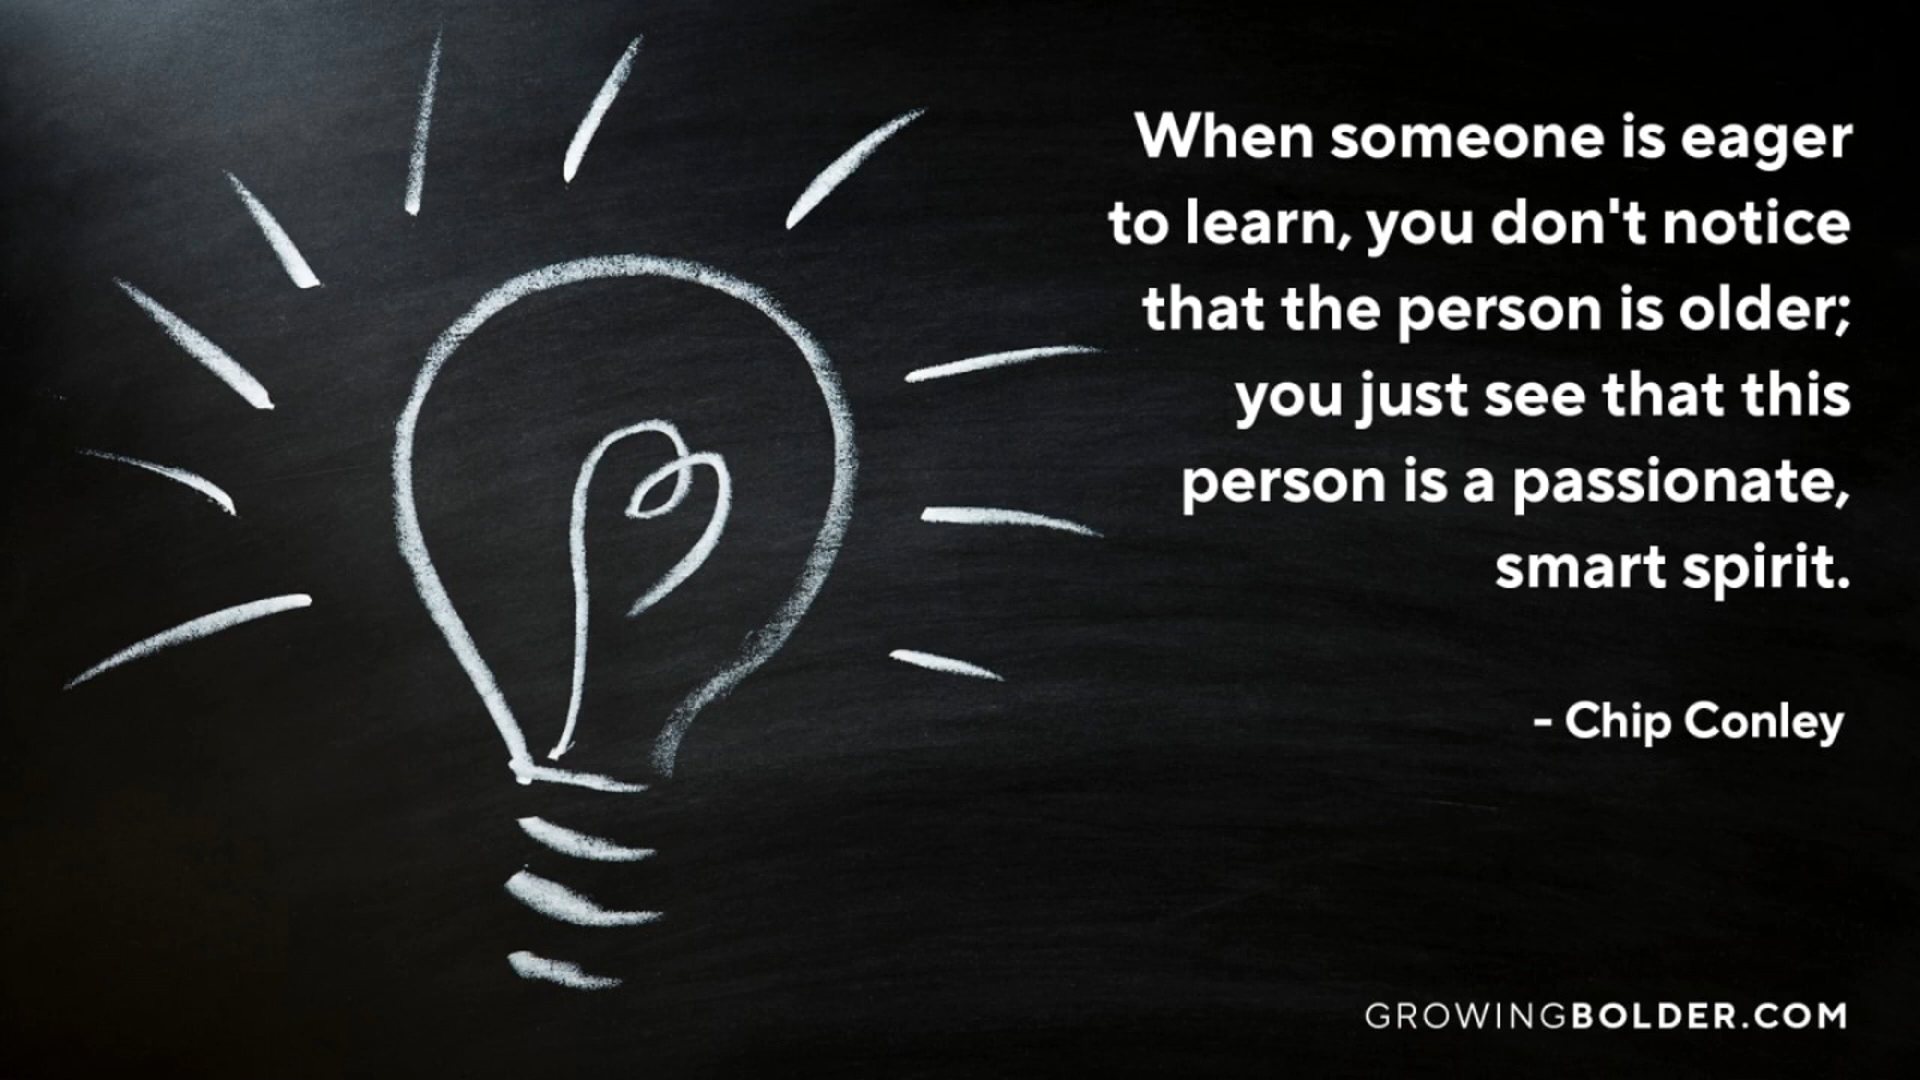 When someone is eager
to learn, you don't notice
that the person is older;
you just see that this
person is a passionate,
smart spirit.
- Chip Conley
GROWINGBOLDER.COM